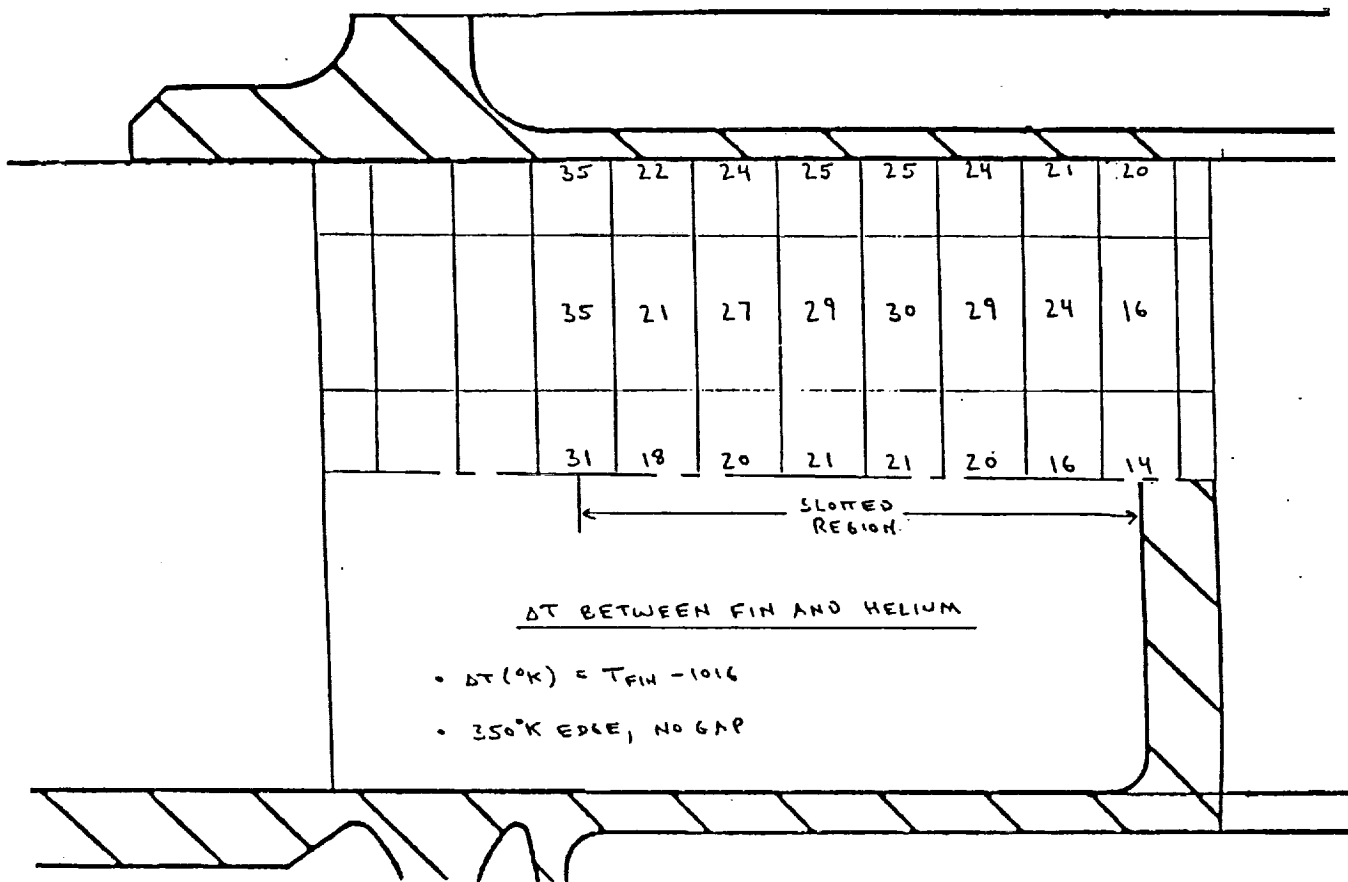 35 22 24 25 25 24 21 20
35 21 27 29 30 29 24 16
31 18 20 21 21 20 16 14
SLOTTED
REGION
ΔT BETWEEN FIN AND HELIUM
• ΔT (°K) = T_FIN - 1016
• 350°K EDGE, NO GAP